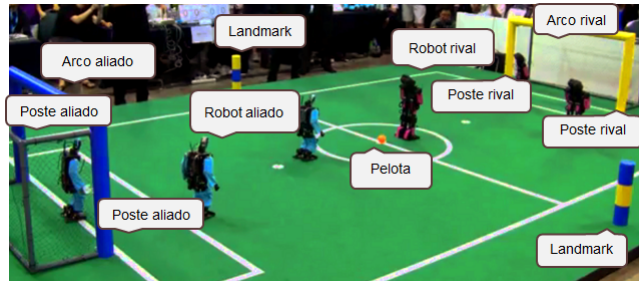 Landmark
Arco rival
Arco aliado
Robot rival
Poste aliado
Robot aliado
Poste rival
Poste rival
Pelota
Poste aliado
Landmark